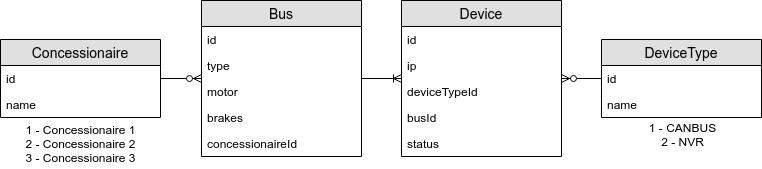 Concessionaire
id
name
1 - Concessionaire 1
2 - Concessionaire 2
3 - Concessionaire 3
Bus
id
type
motor
brakes
concessionaireId
Device
id
ip
deviceTypeId
busId
status
DeviceType
id
name
1 - CANBUS
2 - NVR